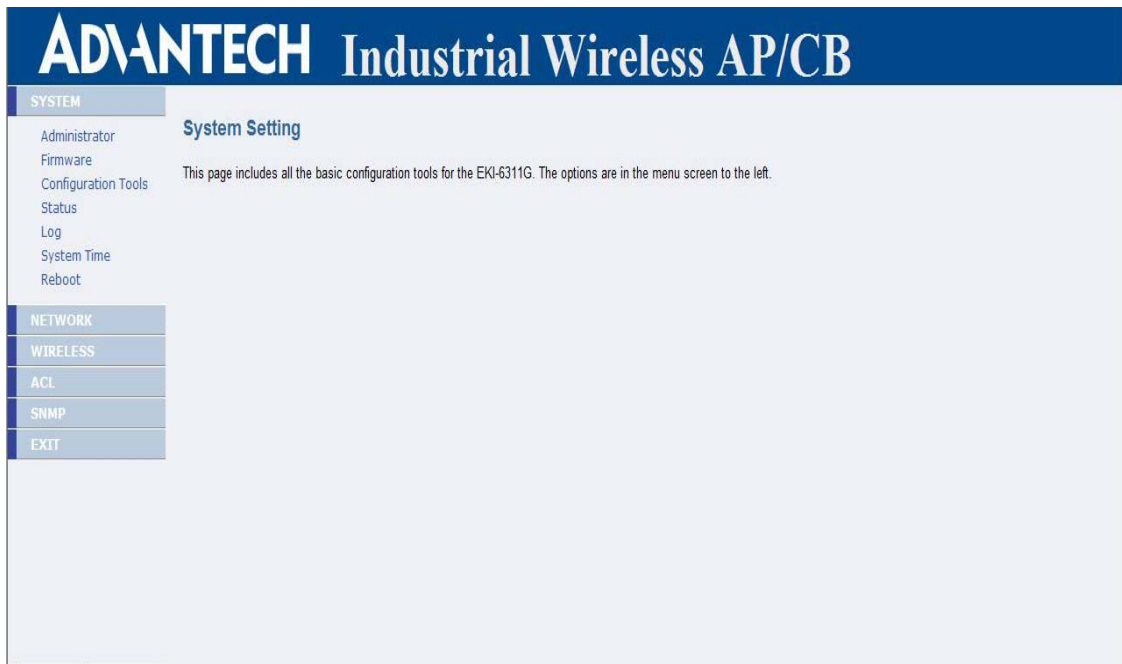 ADVANTECH Industrial Wireless AP/CB
SYSTEM
Administrator
Firmware
Configuration Tools
Status
Log
System Time
Reboot
NETWORK
WIRELESS
ACL
SNMP
EXIT
System Setting
This page includes all the basic configuration tools for the EKI-6311G. The options are in the menu screen to the left.